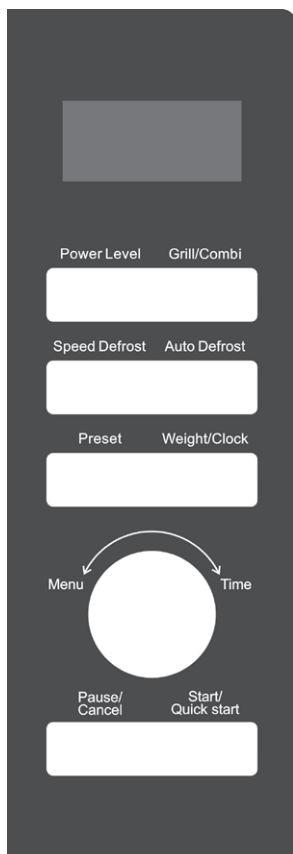 Power Level Grill/Combi
Speed Defrost Auto Defrost
Preset Weight/Clock
Menu Time
Pause/ Start/
Cancel Quick start